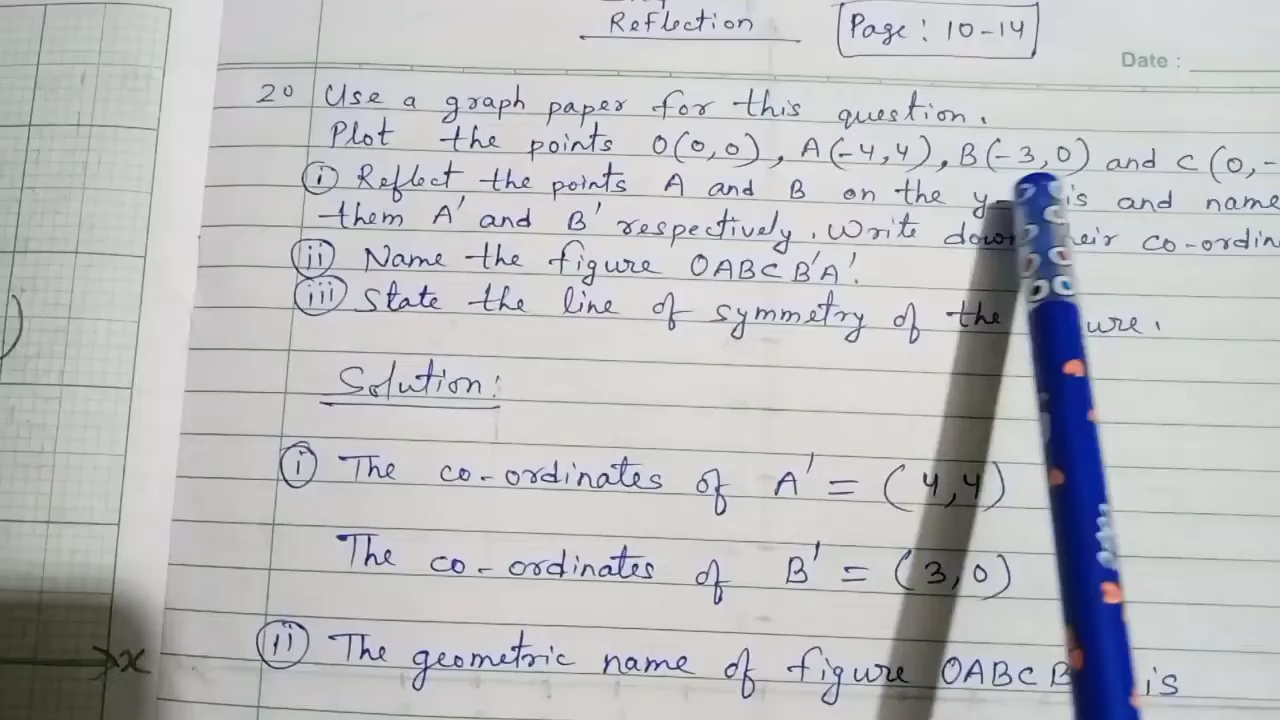 Reflection
Page: 10-14
Date :
20 Use a graph paper for this question.
Plot the points O(0,0), A(-4,4), B(-3,0) and C (0,-
(i) Reflect the points A and B on the y is and name
them A' and B' respectively. Write down their co-ordin
(ii) Name the figure OABCB'A'.
(iii) State the line of symmetry of the ure.
Solution:
(i) The co-ordinates of A' = (4,4)
The co-ordinates of B' = (3,0)
(ii) The geometric name of figure OABCB is
)
x